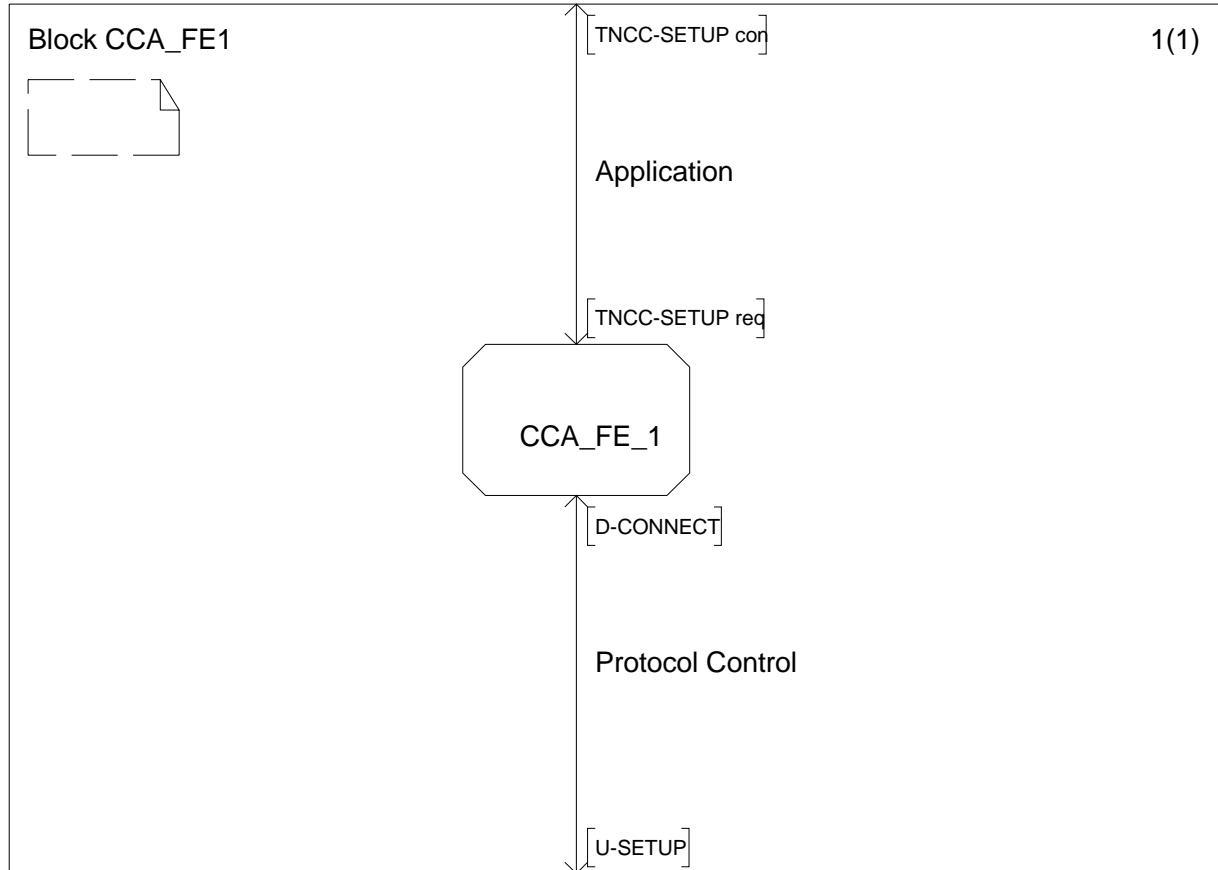 Block CCA_FE1
[TNCC-SETUP con]
1(1)
Application
[TNCC-SETUP req]
CCA_FE_1
[D-CONNECT]
Protocol Control
[U-SETUP]